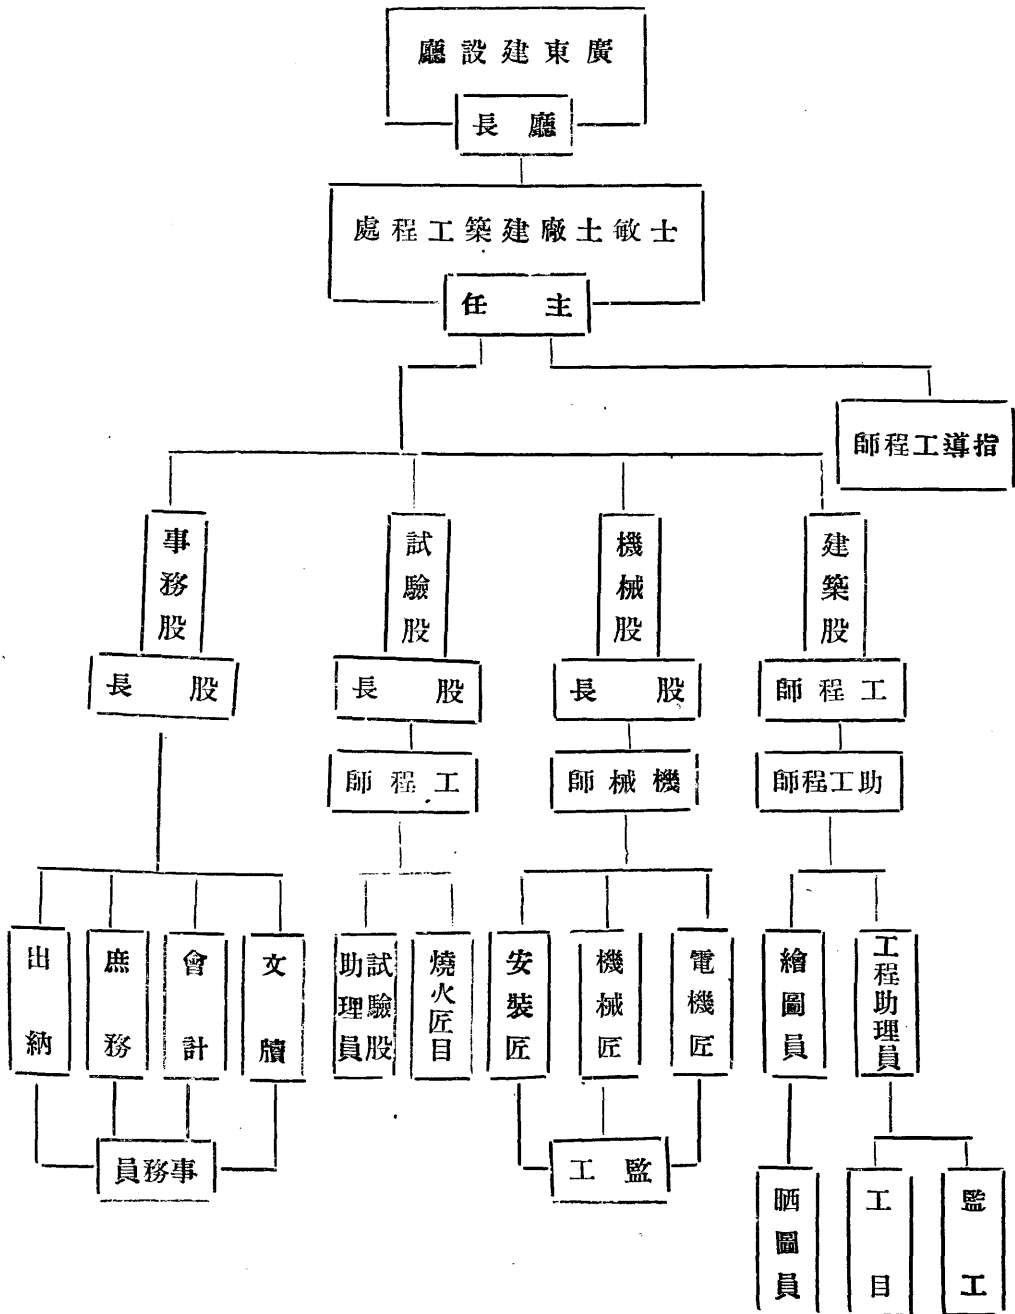 廣東建設廳
廳長
士敏土廠建築工程處
主任
指導工程師
建築股
機械股
試驗股
事務股
工程師
股長
股長
股長
助工程師
機械師
工程師
工程助理員
繪圖員
電機匠
機械匠
安裝匠
燒火匠目
試驗股
助理員
文牘
會計
庶務
出納
監工
事務員
監工
工目
晒圖員